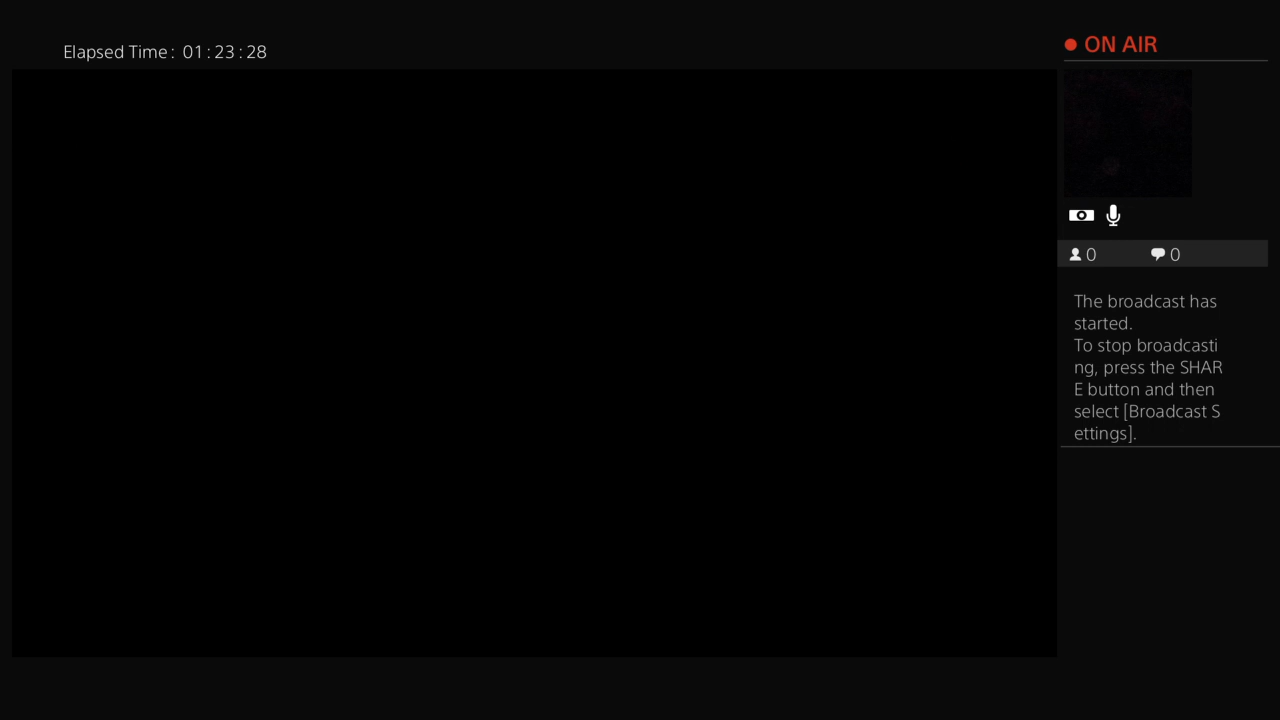 Elapsed Time: 01:23:28
ON AIR
0 0
The broadcast has
started.
To stop broadcasti
ng, press the SHAR
E button and then
select [Broadcast S
ettings].